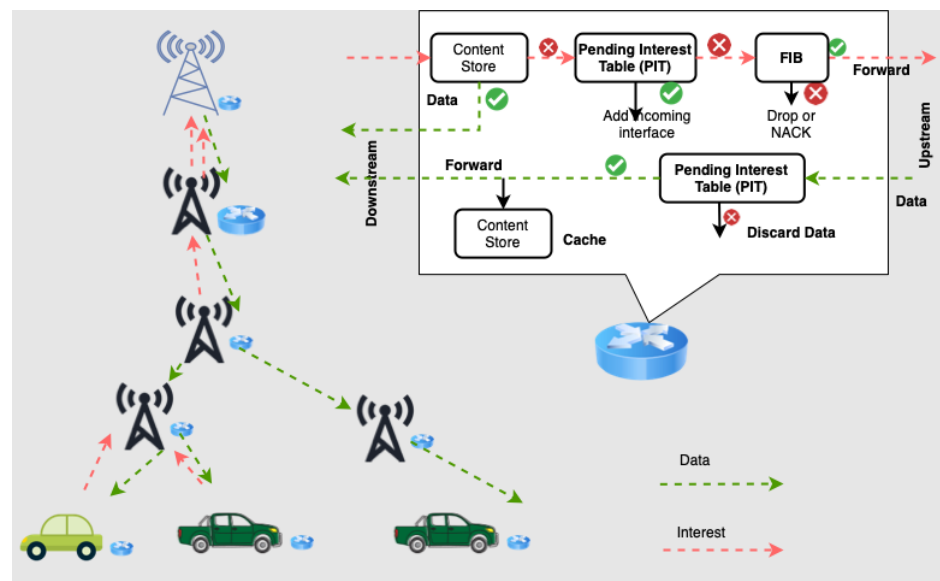 Content
Store
Pending Interest
Table (PIT)
FIB
Forward
Data
Add incoming
interface
Drop or
NACK
Upstream
Downstream
Forward
Pending Interest
Table (PIT)
Data
Content
Store
Cache
Discard Data
Data
Interest